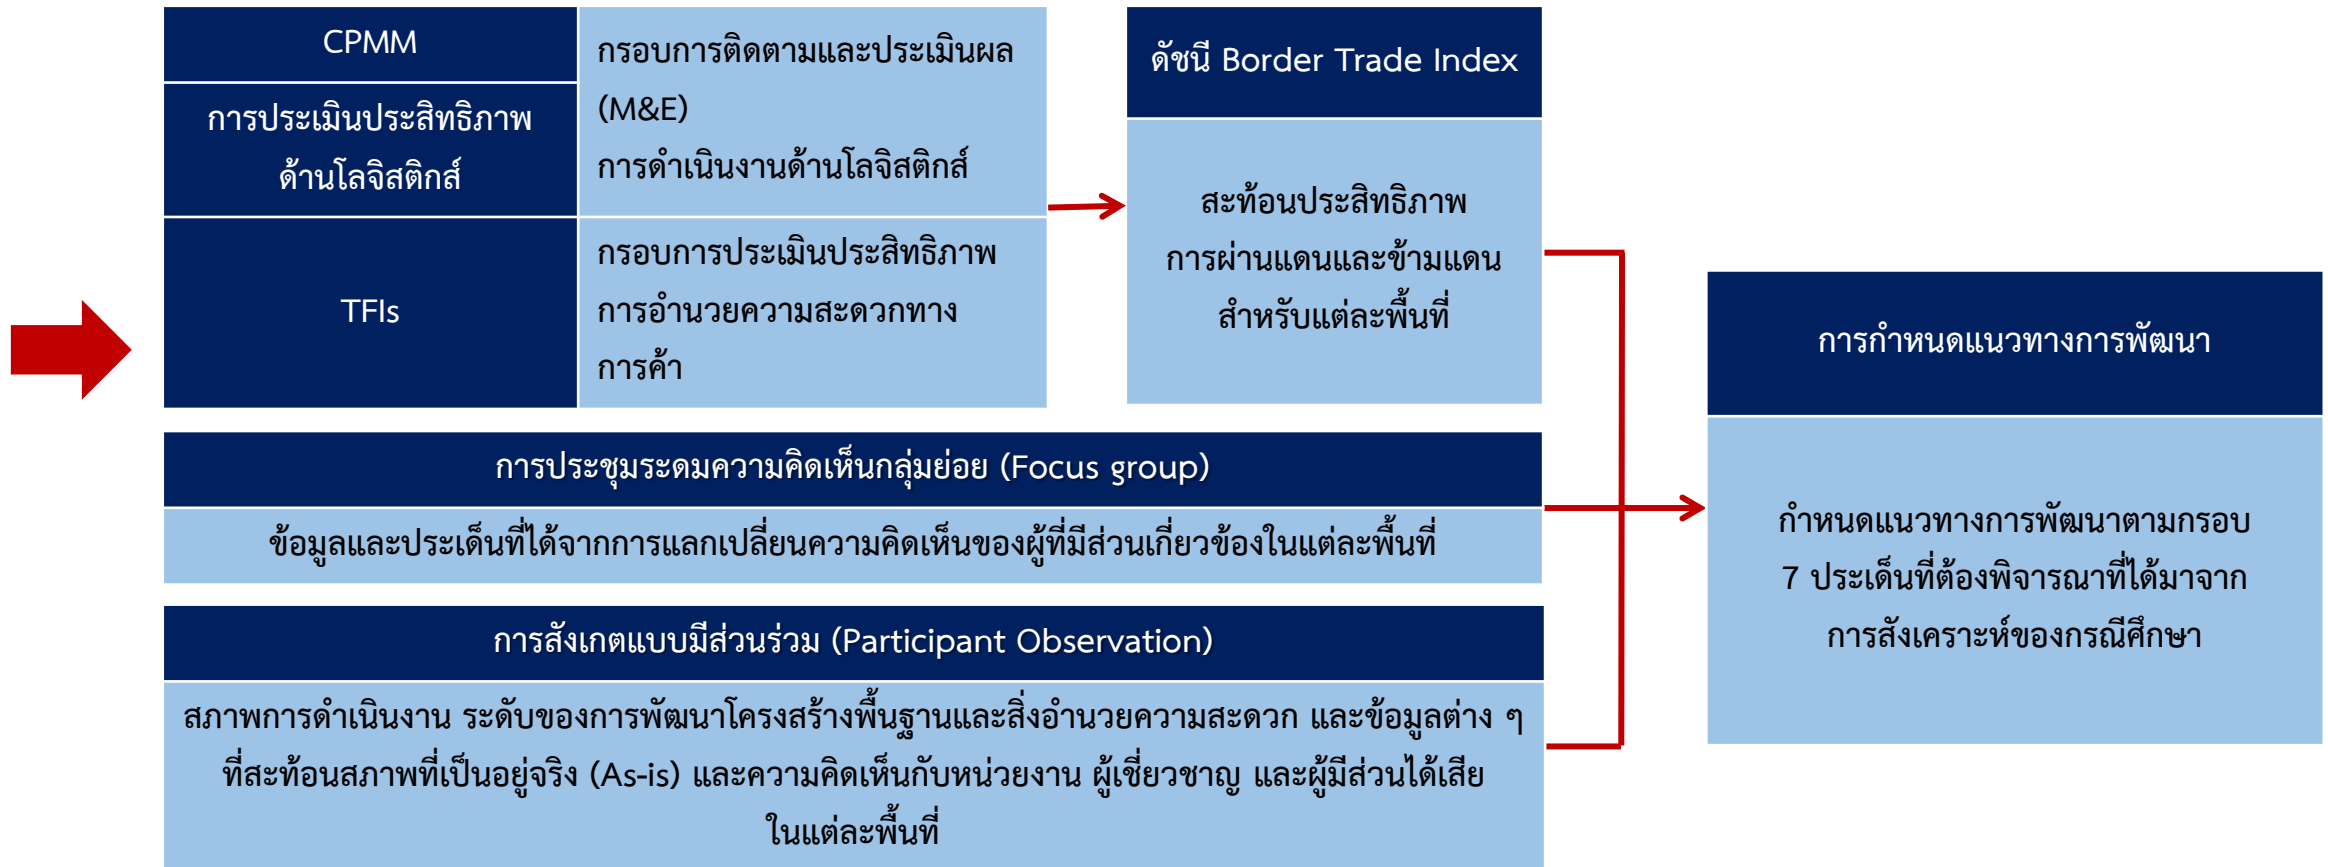 CPMM
การประเมินประสิทธิภาพ
ด้านโลจิสติกส์
กรอบการติดตามและประเมินผล
(M&E)
การดำเนินงานด้านโลจิสติกส์
TFIs
กรอบการประเมินประสิทธิภาพ
การอำนวยความสะดวกทาง
การค้า
ดัชนี Border Trade Index
สะท้อนประสิทธิภาพ
การผ่านแดนและข้ามแดน
สำหรับแต่ละพื้นที่
การประชุมระดมความคิดเห็นกลุ่มย่อย (Focus group)
ข้อมูลและประเด็นที่ได้จากการแลกเปลี่ยนความคิดเห็นของผู้ที่มีส่วนเกี่ยวข้องในแต่ละพื้นที่
การสังเกตแบบมีส่วนร่วม (Participant Observation)
สภาพการดำเนินงาน ระดับของการพัฒนาโครงสร้างพื้นฐานและสิ่งอำนวยความสะดวก และข้อมูลต่าง ๆ
ที่สะท้อนสภาพที่เป็นอยู่จริง (As-is) และความคิดเห็นกับหน่วยงาน ผู้เชี่ยวชาญ และผู้มีส่วนได้เสีย
ในแต่ละพื้นที่
การกำหนดแนวทางการพัฒนา
กำหนดแนวทางการพัฒนาตามกรอบ
7 ประเด็นที่ต้องพิจารณาที่ได้มาจาก
การสังเคราะห์ของกรณีศึกษา